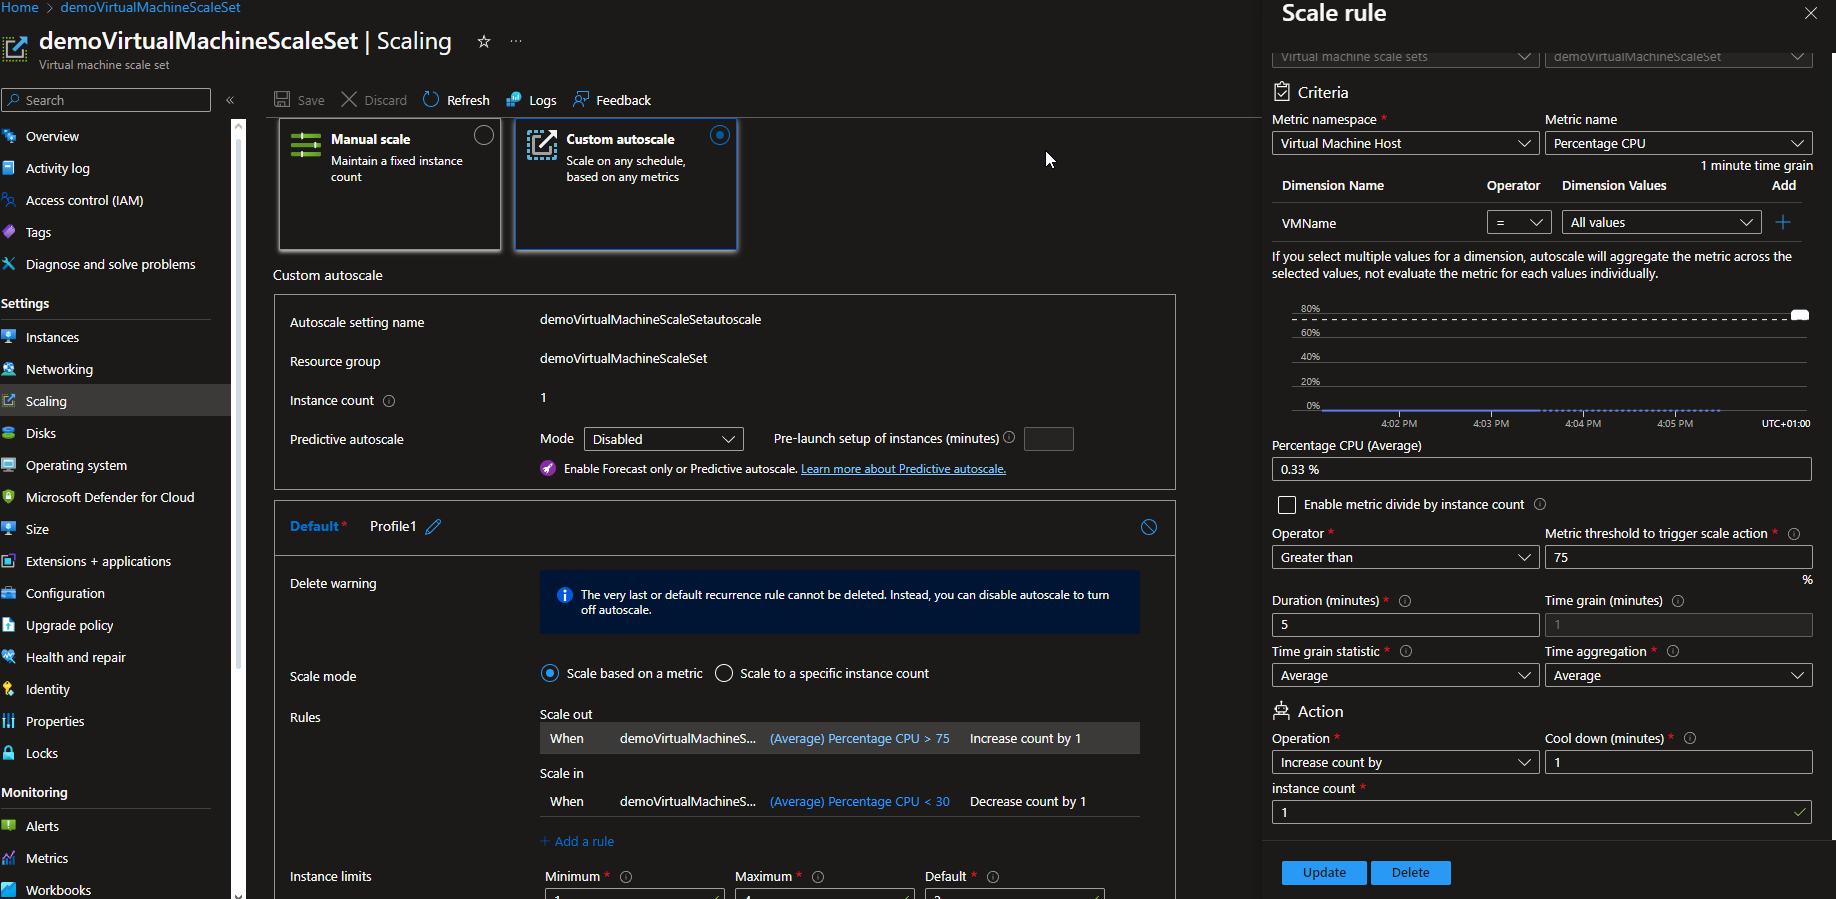 Home > demoVirtualMachineScaleSet
demoVirtualMachineScaleSet | Scaling
Virtual machine scale set
Search
Overview
Activity log
Access control (IAM)
Tags
Diagnose and solve problems
Settings
Instances
Networking
Scaling
Disks
Operating system
Microsoft Defender for Cloud
Size
Extensions + applications
Configuration
Upgrade policy
Health and repair
Identity
Properties
Locks
Monitoring
Alerts
Metrics
Workbooks
Save Discard Refresh Logs Feedback
Manual scale
Maintain a fixed instance
count
Custom autoscale
Scale on any schedule,
based on any metrics
Custom autoscale
Autoscale setting name demoVirtualMachineScaleSetautoscale
Resource group demoVirtualMachineScaleSet
Instance count 1
Predictive autoscale Mode Disabled Pre-launch setup of instances (minutes)
Enable Forecast only or Predictive autoscale. Learn more about Predictive autoscale.
Default* Profile1
Delete warning
The very last or default recurrence rule cannot be deleted. Instead, you can disable autoscale to turn
off autoscale.
Scale mode Scale based on a metric Scale to a specific instance count
Rules
Scale out
When demoVirtualMachineS... (Average) Percentage CPU > 75 Increase count by 1
Scale in
When demoVirtualMachineS... (Average) Percentage CPU < 30 Decrease count by 1
+ Add a rule
Instance limits Minimum * Maximum * Default *
Scale rule
Virtual machine scale sets demoVirtualMachineScaleSet
Criteria
Metric namespace * Metric name
Virtual Machine Host Percentage CPU
1 minute time grain
Dimension Name Operator Dimension Values Add
VMName = All values
If you select multiple values for a dimension, autoscale will aggregate the metric across the
selected values, not evaluate the metric for each values individually.
80%
60%
40%
20%
0%
4:02 PM 4:03 PM 4:04 PM 4:05 PM UTC+01:00
Percentage CPU (Average)
0.33 %
Enable metric divide by instance count
Operator * Metric threshold to trigger scale action *
Greater than 75
%
Duration (minutes) * Time grain (minutes)
5 1
Time grain statistic * Time aggregation *
Average Average
Action
Operation * Cool down (minutes) *
Increase count by 1
instance count *
1
Update Delete